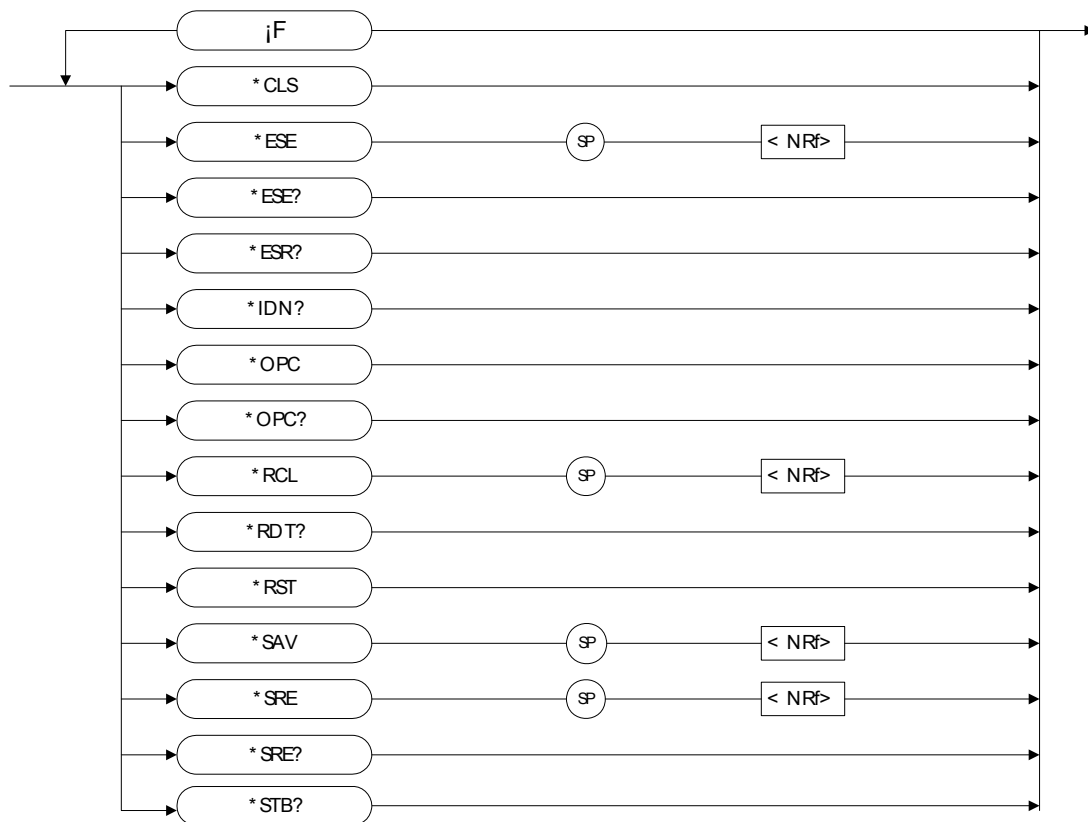 ¡F
*CLS
*ESE SP < NRf>
*ESE?
*ESR?
*IDN?
*OPC
*OPC?
*RCL SP < NRf>
*RDT?
*RST
*SAV SP < NRf>
*SRE SP < NRf>
*SRE?
*STB?